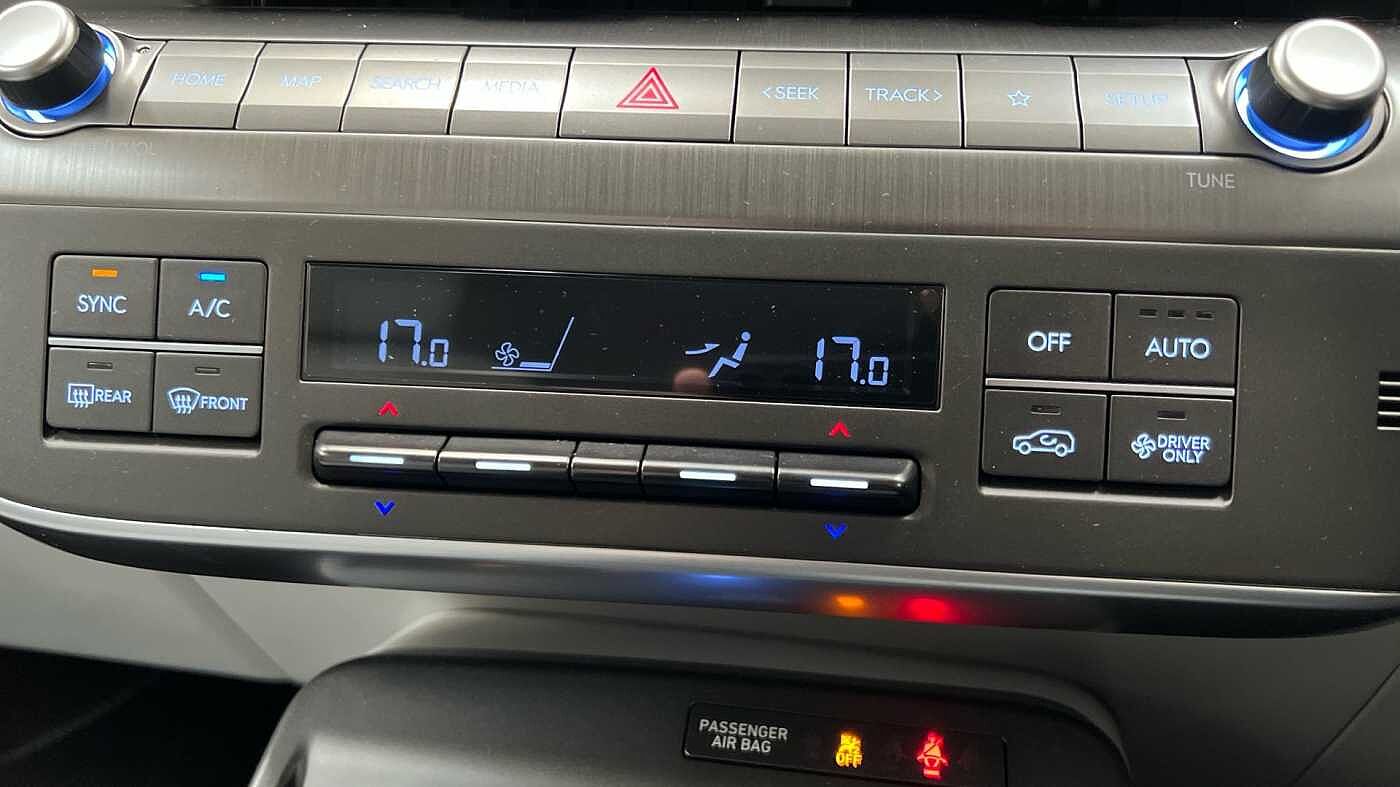 HOME MAP SEARCH MEDIA <SEEK TRACK> SETUP
VOL
TUNE
SYNC A/C
REAR FRONT
17.0 17.0
OFF AUTO
DRIVER
ONLY
PASSENGER
AIR BAG
OFF